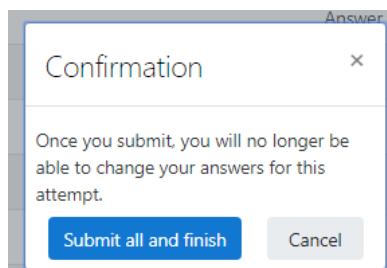 Answer
Confirmation ×
Once you submit, you will no longer be
able to change your answers for this
attempt.
Submit all and finish Cancel